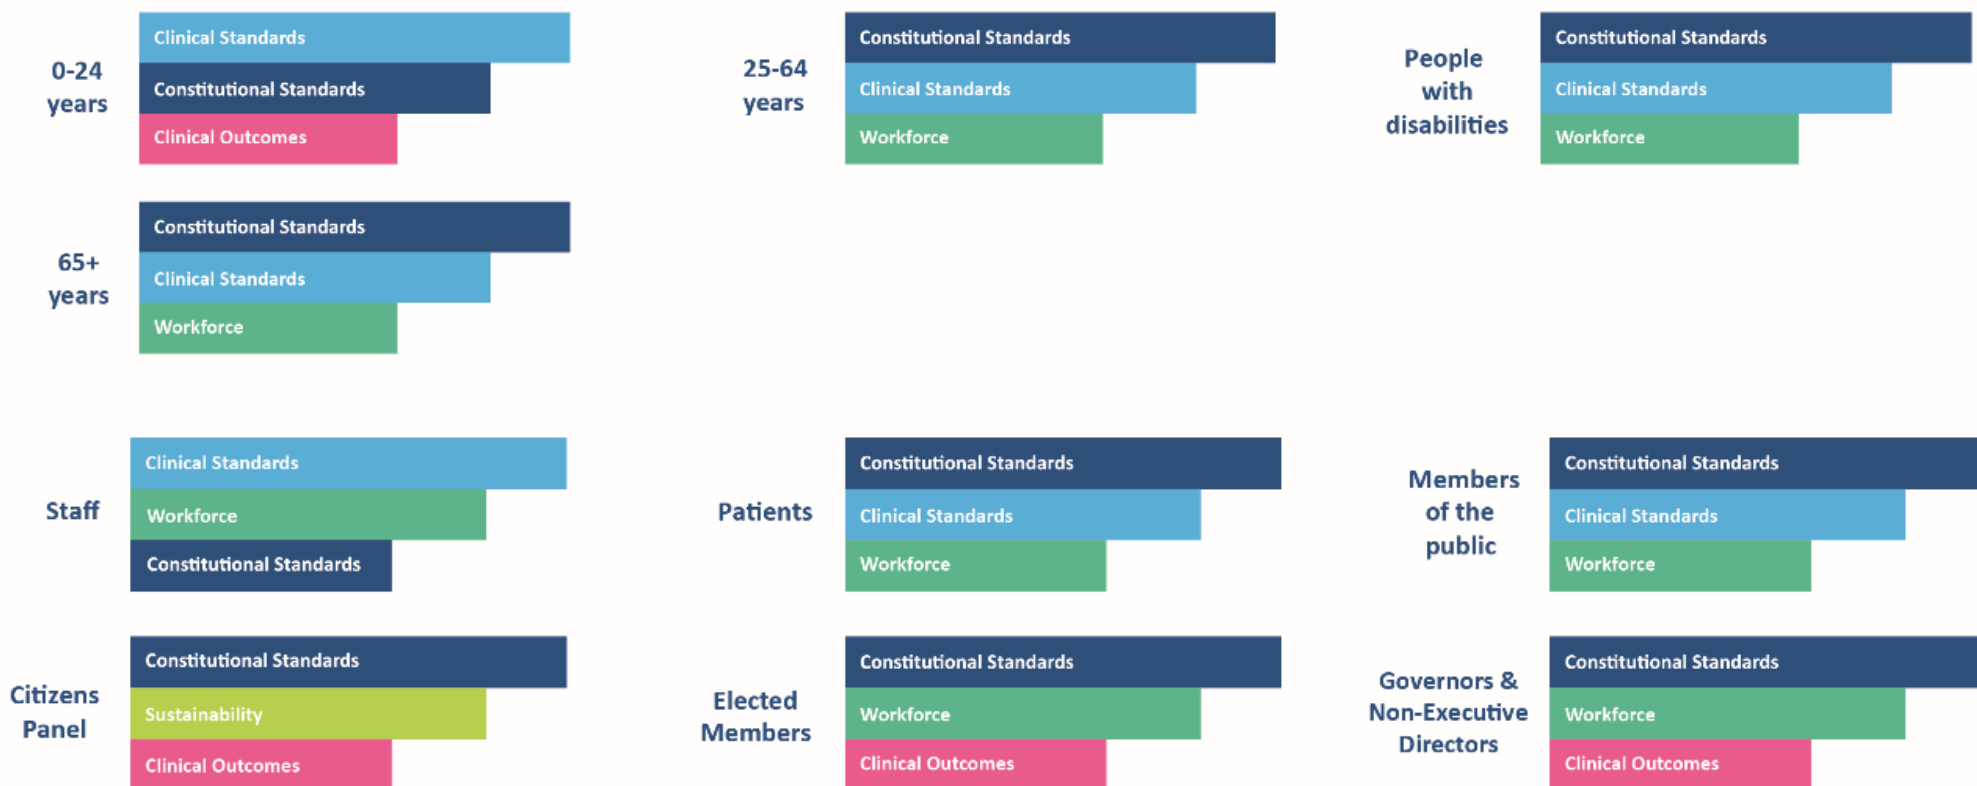 0-24
years
Clinical Standards
Constitutional Standards
Clinical Outcomes
25-64
years
Constitutional Standards
Clinical Standards
Workforce
People
with
disabilities
Constitutional Standards
Clinical Standards
Workforce
65+
years
Constitutional Standards
Clinical Standards
Workforce
Staff
Clinical Standards
Workforce
Constitutional Standards
Patients
Constitutional Standards
Clinical Standards
Workforce
Members
of the
public
Constitutional Standards
Clinical Standards
Workforce
Citizens
Panel
Constitutional Standards
Sustainability
Clinical Outcomes
Elected
Members
Constitutional Standards
Workforce
Clinical Outcomes
Governors &
Non-Executive
Directors
Constitutional Standards
Workforce
Clinical Outcomes